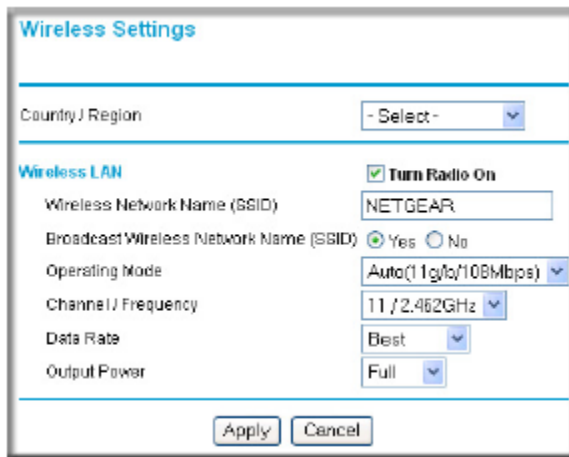 Wireless Settings
Country / Region - Select -
Wireless LAN Turn Radio On
Wireless Network Name (SSID) NETGEAR
Broadcast Wireless Network Name (SSID) Yes No
Operating Mode Auto(11g/b/108Mbps)
Channel / Frequency 11 / 2.462GHz
Data Rate Best
Output Power Full
Apply Cancel